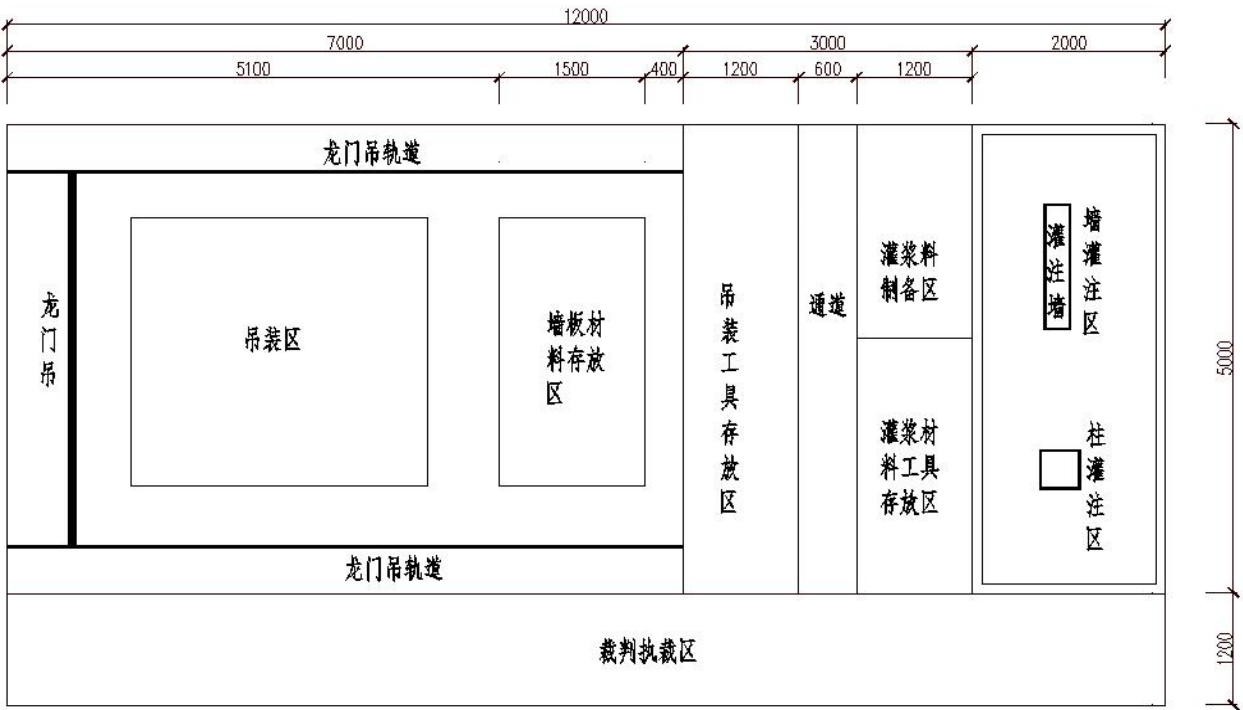 12000
7000
3000
2000
5100
1500
400
1200
600
1200
龙门吊轨道
龙门吊
吊装区
墙板材
料存放
区
吊装工具存放区
通道
灌浆料
制备区
灌浆材
料工具
存放区
灌注墙
墙灌注区
柱灌注区
5000
龙门吊轨道
裁判执裁区
1200